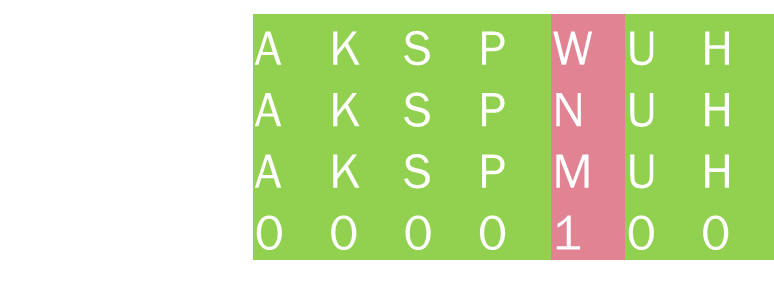 A K S P W U H
A K S P N U H
A K S P M U H
0 0 0 0 1 0 0